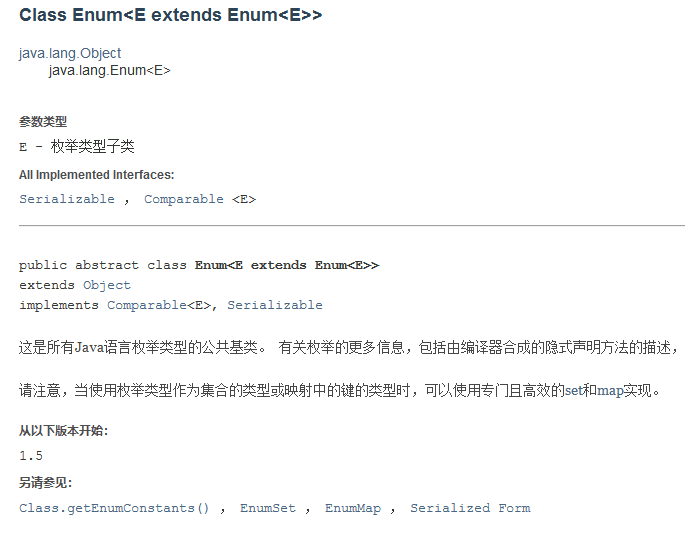 Class Enum<E extends Enum<E>>
java.lang.Object
java.lang.Enum<E>
参数类型
E - 枚举类型子类
All Implemented Interfaces:
Serializable ， Comparable <E>
public abstract class Enum<E extends Enum<E>>
extends Object
implements Comparable<E>, Serializable
这是所有Java语言枚举类型的公共基类。 有关枚举的更多信息，包括由编译器合成的隐式声明方法的描述，
请注意，当使用枚举类型作为集合的类型或映射中的键的类型时，可以使用专门且高效的set和map实现。
从以下版本开始：
1.5
另请参见：
Class.getEnumConstants() ， EnumSet ， EnumMap ， Serialized Form